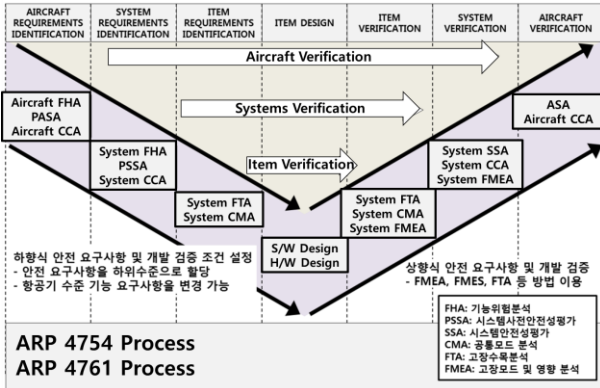 AIRCRAFT
REQUIREMENTS
IDENTIFICATION
SYSTEM
REQUIREMENTS
IDENTIFICATION
ITEM
REQUIREMENTS
IDENTIFICATION
ITEM DESIGN
ITEM
VERIFICATION
SYSTEM
VERIFICATION
AIRCRAFT
VERIFICATION
Aircraft Verification
Systems Verification
Item Verification
Aircraft FHA
PASA
Aircraft CCA
System FHA
PSSA
System CCA
System FTA
System CMA
S/W Design
H/W Design
System FTA
System CMA
System FMEA
System SSA
System CCA
System FMEA
ASA
Aircraft CCA
하향식 안전 요구사항 및 개발 검증 조건 설정
- 안전 요구사항을 하위수준으로 할당
- 항공기 수준 기능 요구사항을 변경 가능
상향식 안전 요구사항 및 개발 검증
- FMEA, FMES, FTA 등 방법 이용
FHA: 기능위험분석
PSSA: 시스템사전안전성평가
SSA: 시스템안전성평가
CMA: 공통모드 분석
FTA: 고장수목분석
FMEA: 고장모드 및 영향 분석
ARP 4754 Process
ARP 4761 Process